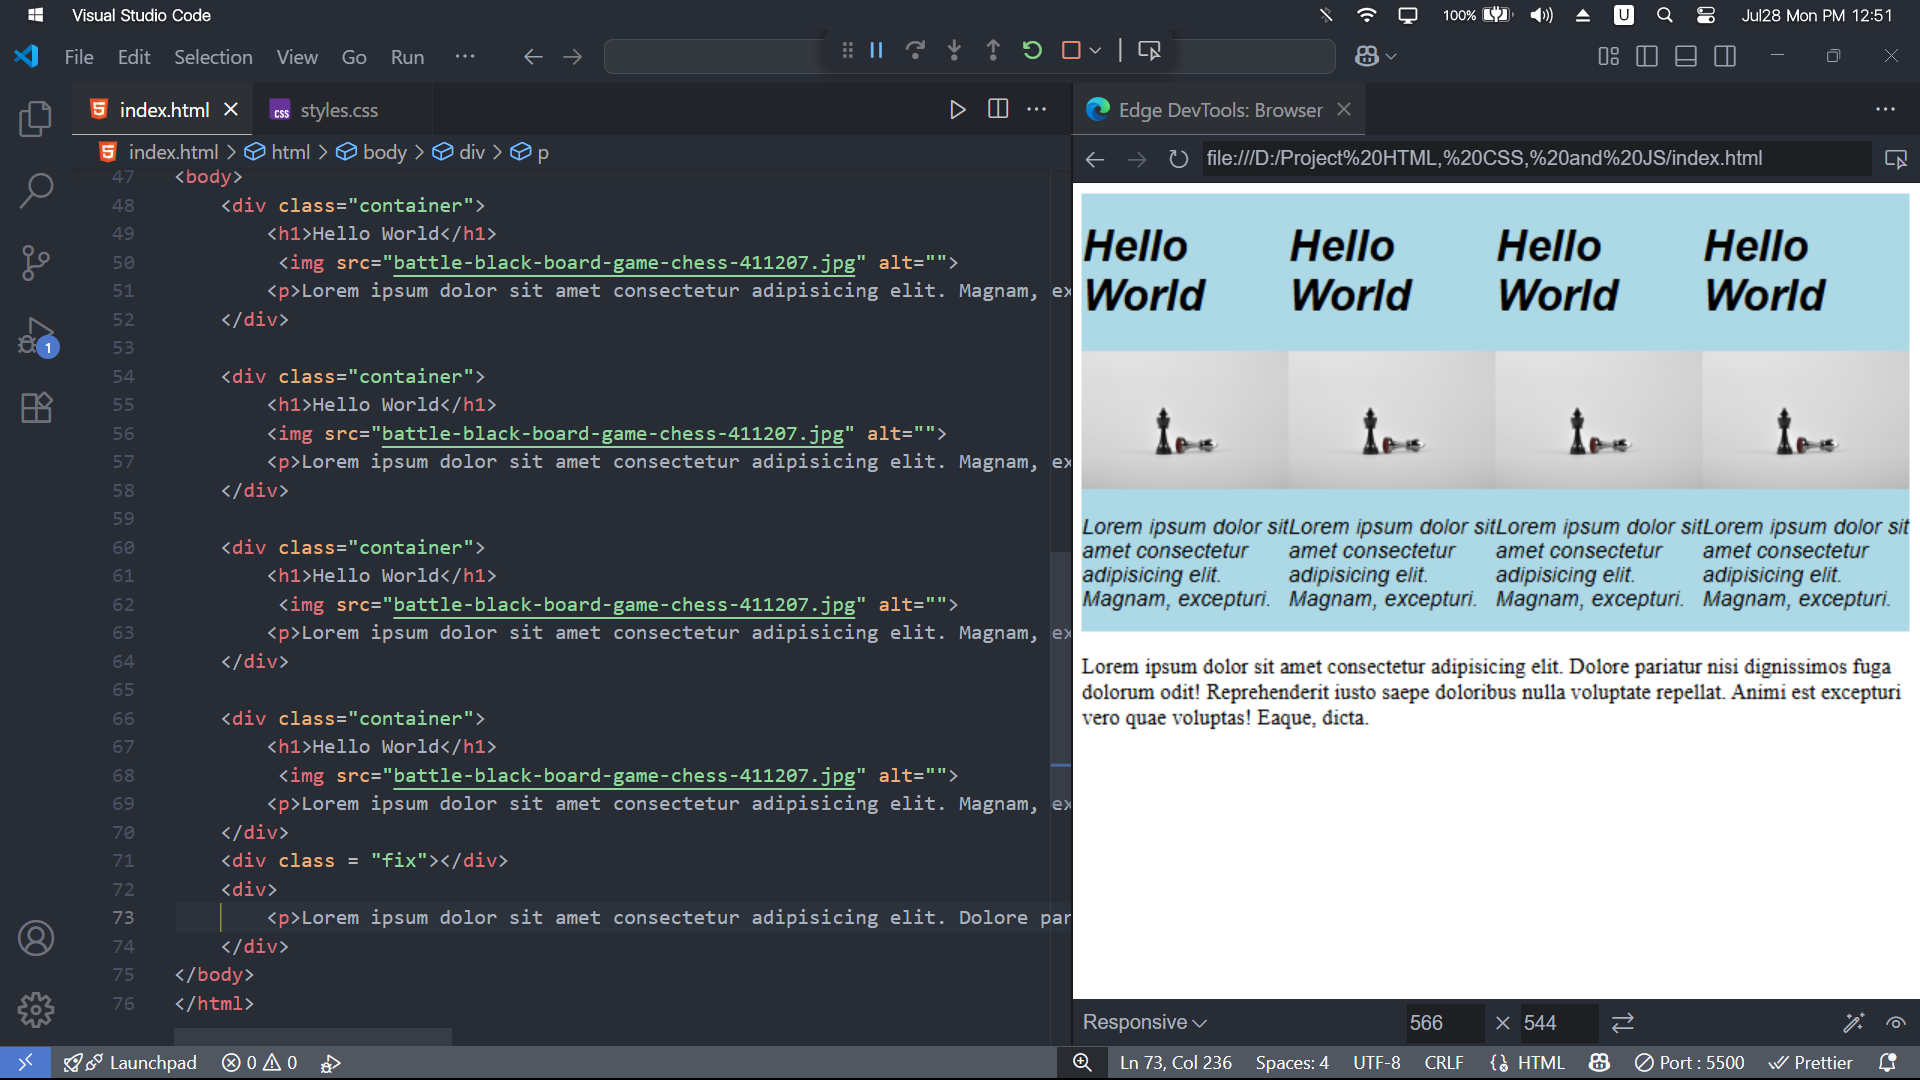 Visual Studio Code
100%
U
Jul28 Mon PM 12:51
File Edit Selection View Go Run ···
index.html
CSS styles.css
Edge DevTools: Browser
index.html > html > body > div > p
file:///D:/Project%20HTML,%20CSS,%20and%20JS/index.html
1
47 <body>
48 <div class="container">
49 <h1>Hello World</h1>
50 <img src="battle-black-board-game-chess-411207.jpg" alt="">
51 <p>Lorem ipsum dolor sit amet consectetur adipisicing elit. Magnam, ex
52 </div>
53
54 <div class="container">
55 <h1>Hello World</h1>
56 <img src="battle-black-board-game-chess-411207.jpg" alt="">
57 <p>Lorem ipsum dolor sit amet consectetur adipisicing elit. Magnam, ex
58 </div>
59
60 <div class="container">
61 <h1>Hello World</h1>
62 <img src="battle-black-board-game-chess-411207.jpg" alt="">
63 <p>Lorem ipsum dolor sit amet consectetur adipisicing elit. Magnam, ex
64 </div>
65
66 <div class="container">
67 <h1>Hello World</h1>
68 <img src="battle-black-board-game-chess-411207.jpg" alt="">
69 <p>Lorem ipsum dolor sit amet consectetur adipisicing elit. Magnam, ex
70 </div>
71 <div class = "fix"></div>
72 <div>
73 <p>Lorem ipsum dolor sit amet consectetur adipisicing elit. Dolore par
74 </div>
75 </body>
76 </html>
Hello World
Hello World
Hello World
Hello World
Lorem ipsum dolor sit
amet consectetur
adipisicing elit.
Magnam, excepturi.
Lorem ipsum dolor sit
amet consectetur
adipisicing elit.
Magnam, excepturi.
Lorem ipsum dolor sit
amet consectetur
adipisicing elit.
Magnam, excepturi.
Lorem ipsum dolor sit
amet consectetur
adipisicing elit.
Magnam, excepturi.
Lorem ipsum dolor sit amet consectetur adipisicing elit. Dolore pariatur nisi dignissimos fuga
dolorum odit! Reprehenderit iusto saepe doloribus nulla voluptate repellat. Animi est excepturi
vero quae voluptas! Eaque, dicta.
Responsive 566 × 544
Launchpad 0 0 Ln 73, Col 236 Spaces: 4 UTF-8 CRLF {} HTML Port : 5500 Prettier